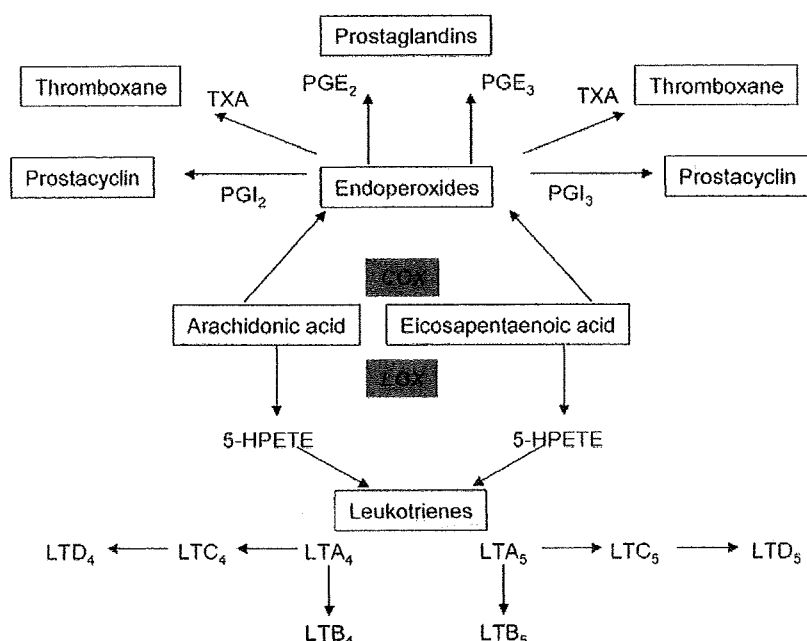 Prostaglandins
Thromboxane
TXA
PGE₂
PGE₃
TXA
Thromboxane
Prostacyclin
PGI₂
Endoperoxides
PGI₃
Prostacyclin
COX
Arachidonic acid
Eicosapentaenoic acid
LOX
5-HPETE
5-HPETE
Leukotrienes
LTD₄
LTC₄
LTA₄
LTA₅
LTC₅
LTD₅
LTB₄
LTB₅